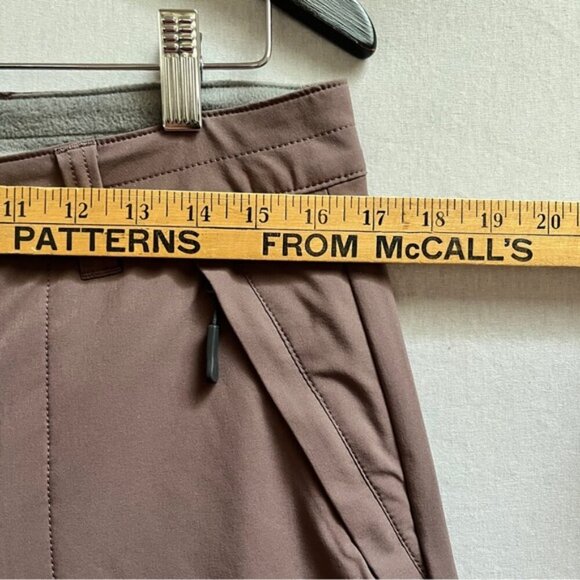 11 12 13 14 15 16 17 18 19 20
PATTERNS FROM McCALL'S